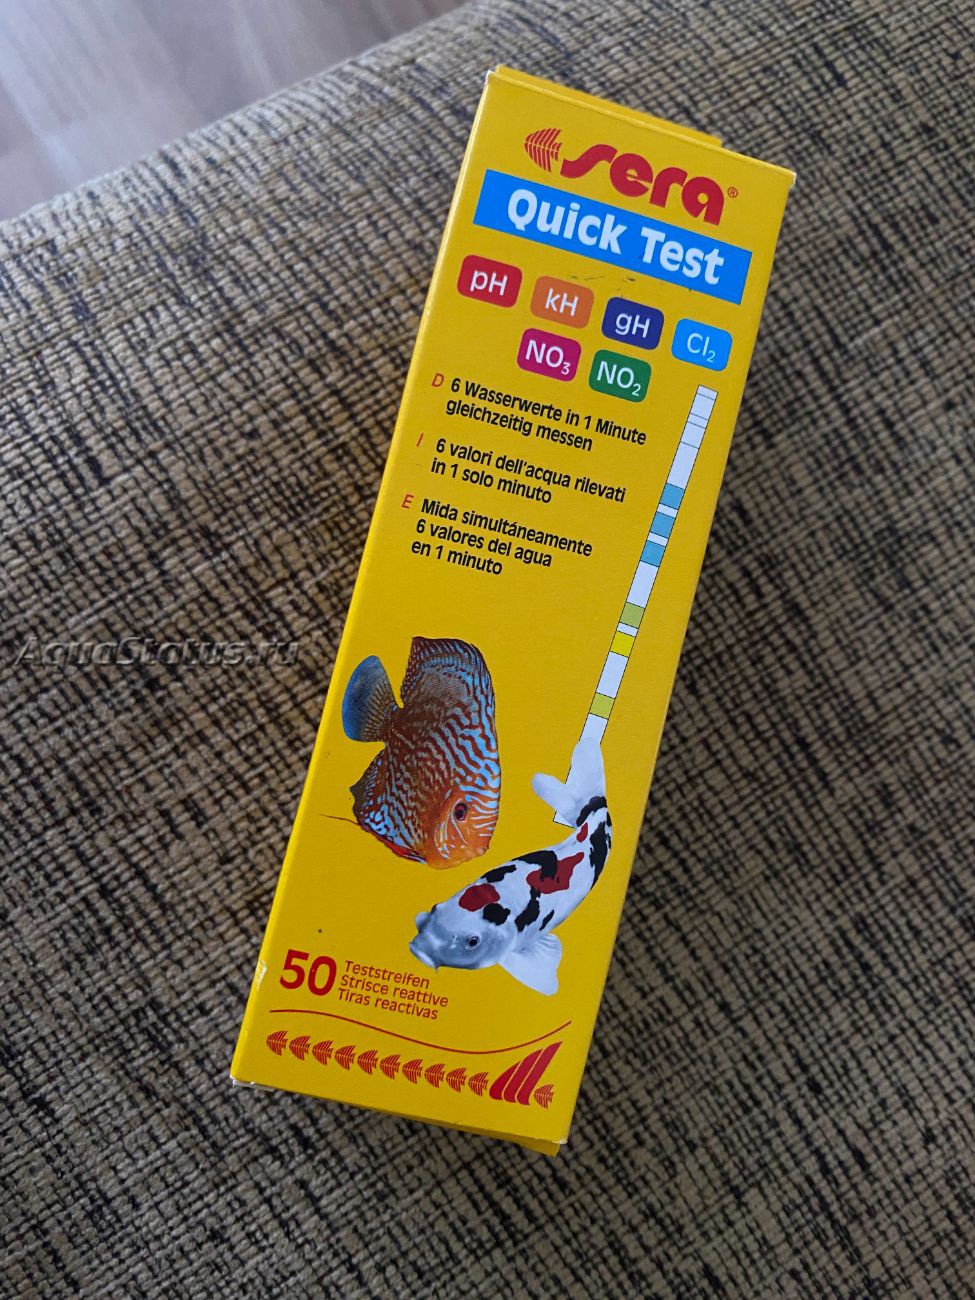 sera®
Quick Test
pH kH gH Cl₂
NO₃ NO₂
D 6 Wasserwerte in 1 Minute
gleichzeitig messen
I 6 valori dell'acqua rilevati
in 1 solo minuto
E Mida simultáneamente
6 valores del agua
en 1 minuto
AquaStatus.ru
50 Teststreifen
Strisce reattive
Tiras reactivas